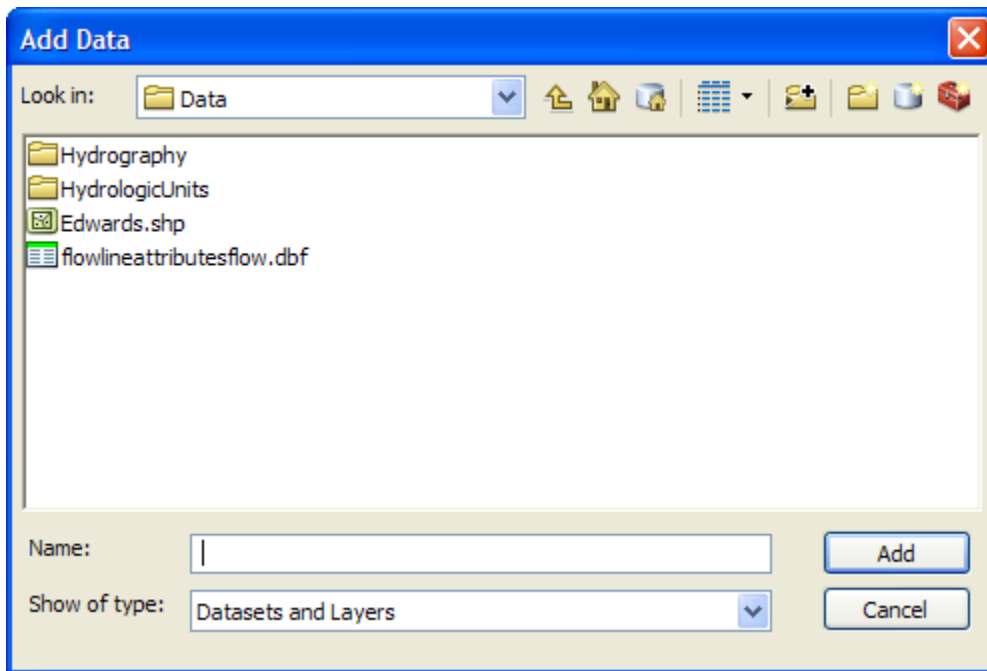 Add Data
Look in:
Data
Hydrography
HydrologicUnits
Edwards.shp
flowlineattributesflow.dbf
Name:
Add
Show of type:
Datasets and Layers
Cancel